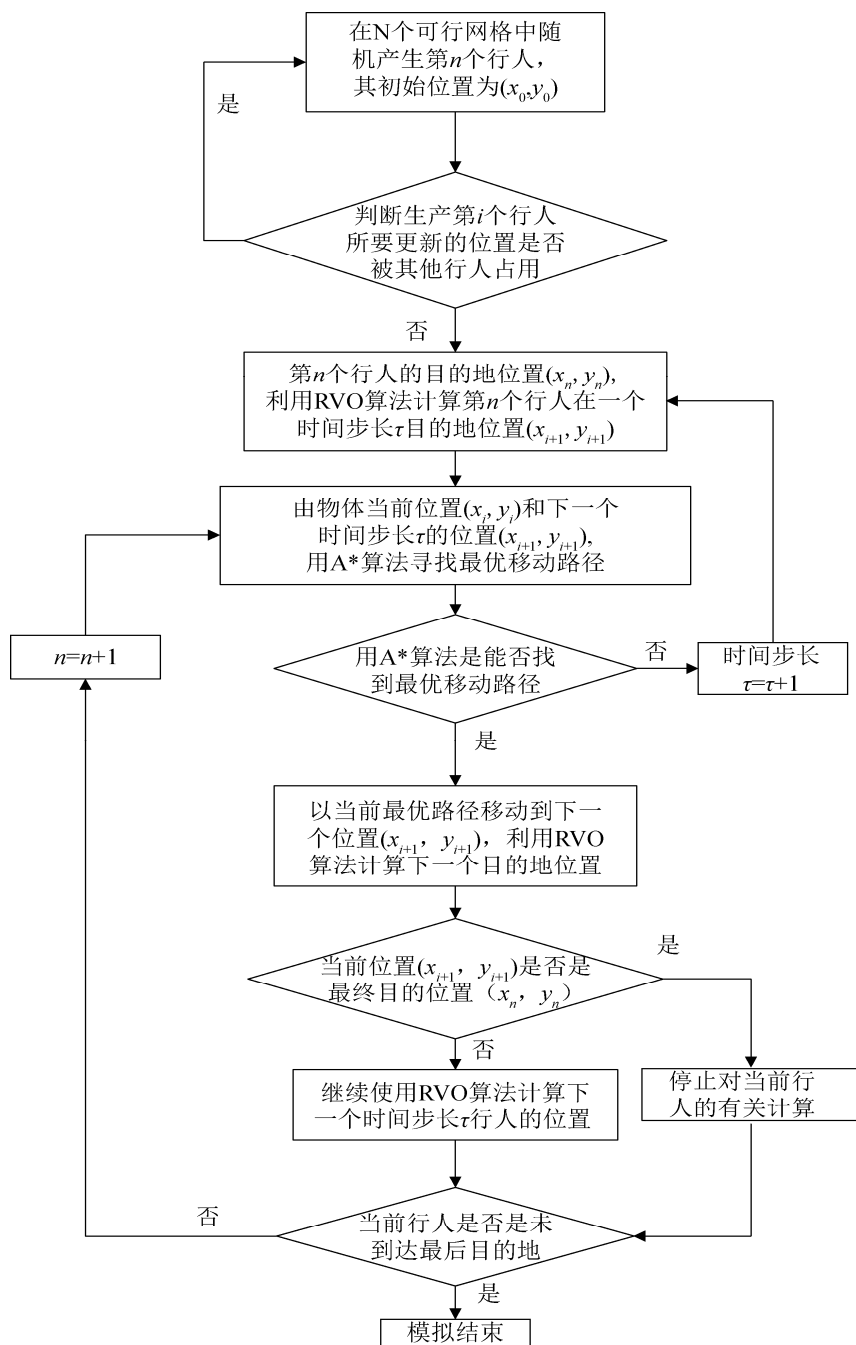 在N个可行网格中随
机产生第n个行人,
其初始位置为(x₀,y₀)
是
判断生产第i个行人
所要更新的位置是否
被其他行人占用
否
第n个行人的目的地位置(xₙ, yₙ),
利用RVO算法计算第n个行人在一个
时间步长τ目的地位置(xᵢ₊₁, yᵢ₊₁)
由物体当前位置(xᵢ, yᵢ)和下一个
时间步长τ的位置(xᵢ₊₁, yᵢ₊₁),
用A*算法寻找最优移动路径
n=n+1
用A*算法是能否找
到最优移动路径
否
时间步长
τ=τ+1
是
以当前最优路径移动到下一
个位置(xᵢ₊₁，yᵢ₊₁)，利用RVO
算法计算下一个目的地位置
当前位置(xᵢ₊₁，yᵢ₊₁)是否是
最终目的位置（xₙ，yₙ）
是
否
继续使用RVO算法计算下
一个时间步长τ行人的位置
停止对当前行
人的有关计算
当前行人是否是未
到达最后目的地
否
是
模拟结束